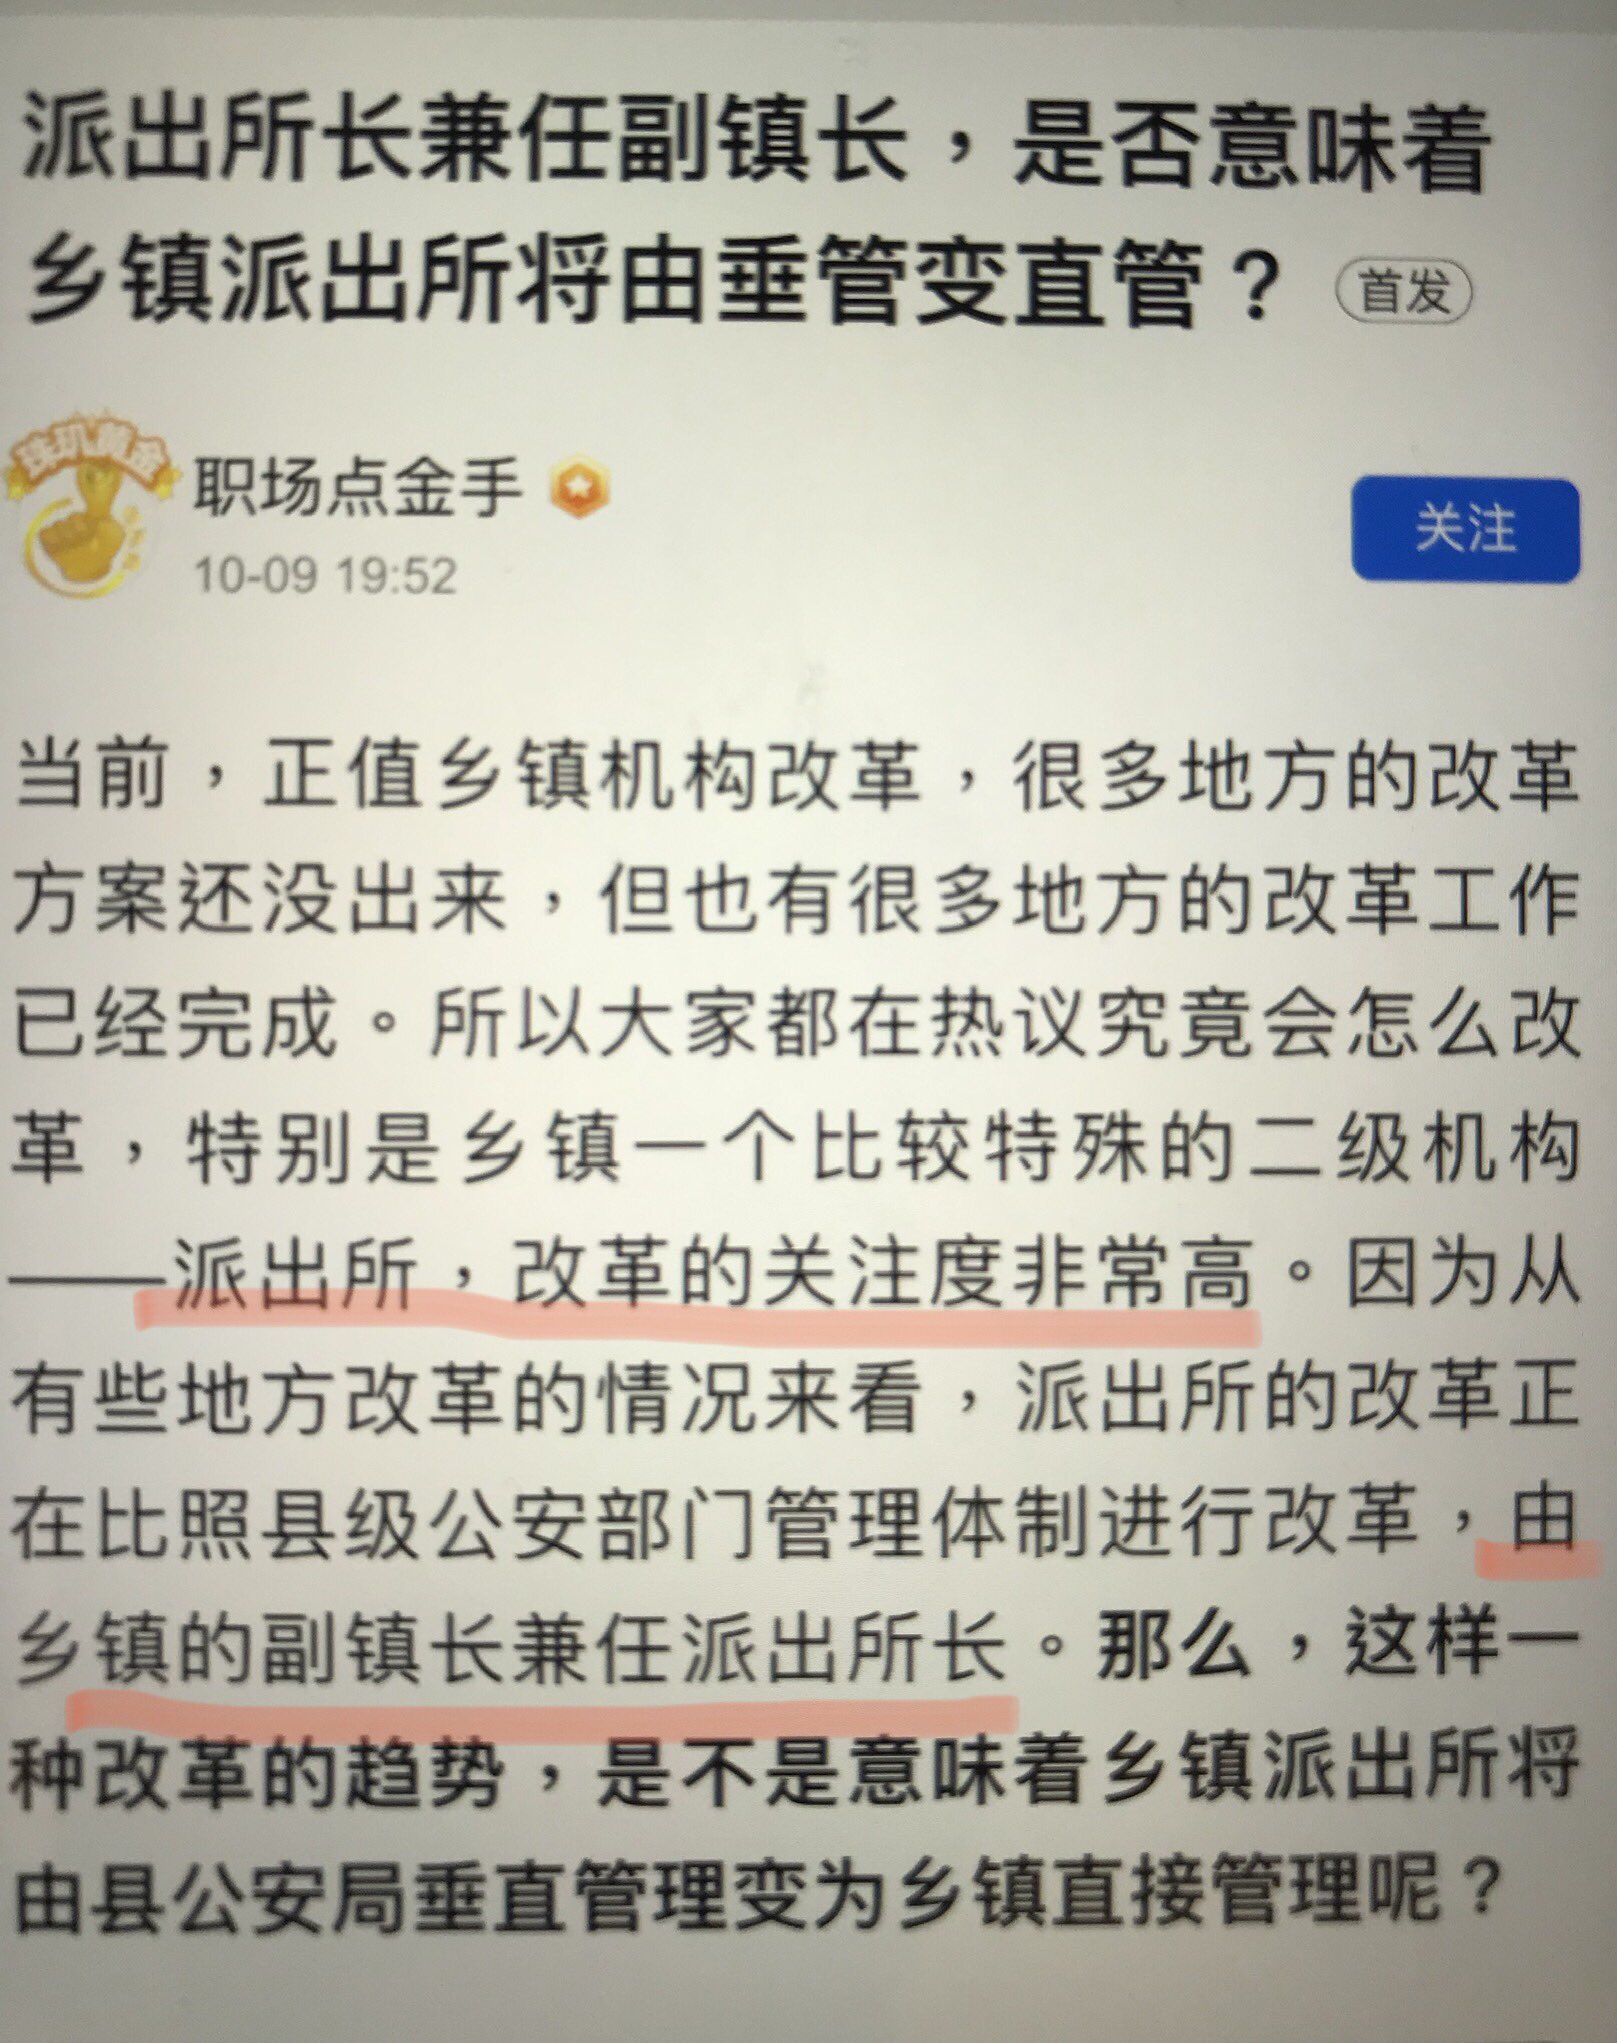 派出所长兼任副镇长，是否意味着
乡镇派出所将由垂管变直管？ 首发
珠玑黄金
职场点金手
10-09 19:52
关注
当前，正值乡镇机构改革，很多地方的改革
方案还没出来，但也有很多地方的改革工作
已经完成。所以大家都在热议究竟会怎么改
革，特别是乡镇一个比较特殊的二级机构
——派出所，改革的关注度非常高。因为从
有些地方改革的情况来看，派出所的改革正
在比照县级公安部门管理体制进行改革，由
乡镇的副镇长兼任派出所长。那么，这样一
种改革的趋势，是不是意味着乡镇派出所将
由县公安局垂直管理变为乡镇直接管理呢？